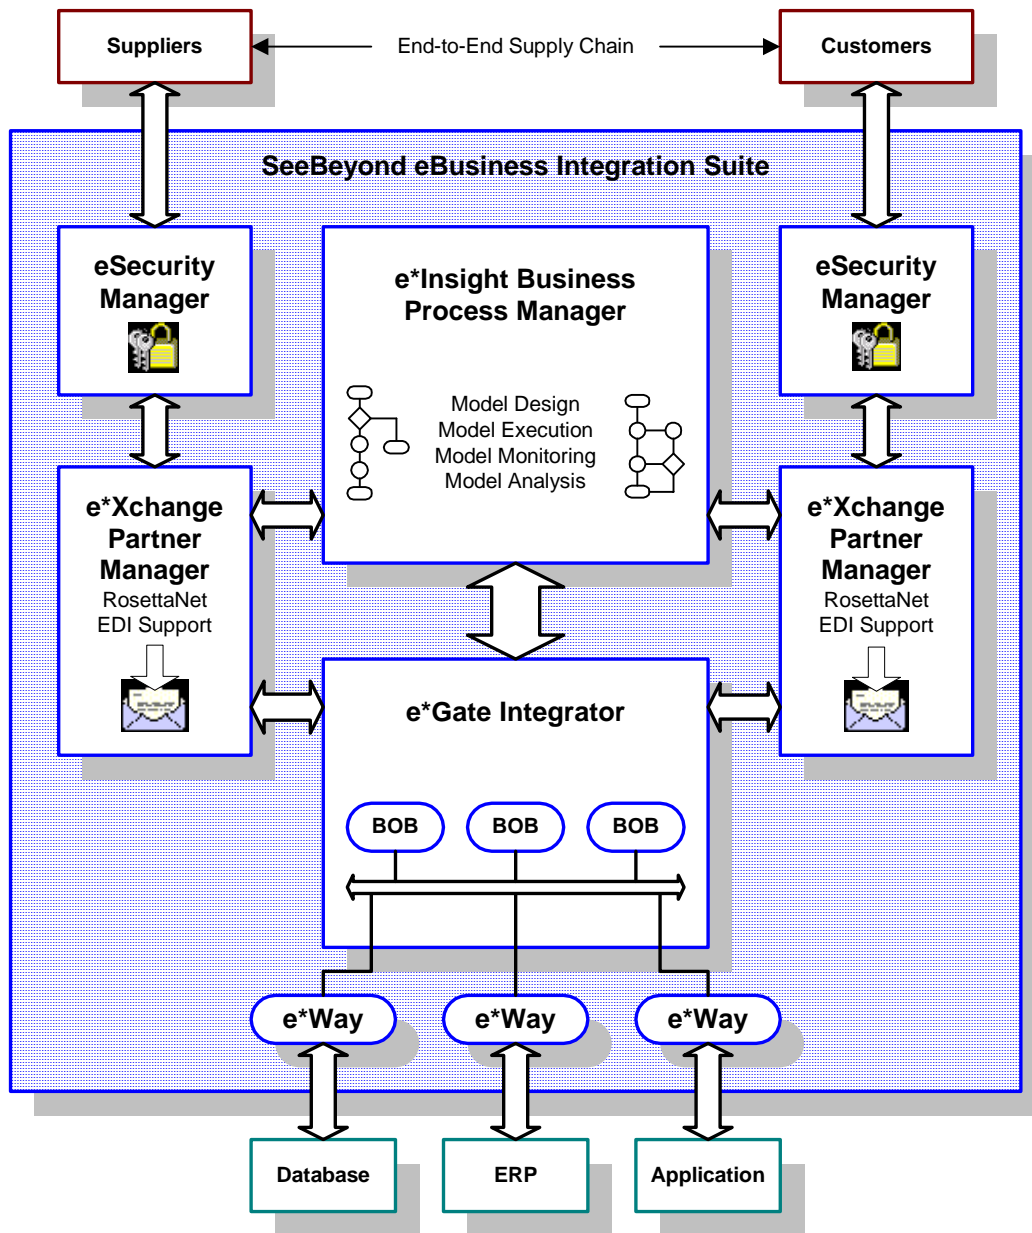 Suppliers
End-to-End Supply Chain
Customers
SeeBeyond eBusiness Integration Suite
eSecurity
Manager
e*Insight Business
Process Manager
Model Design
Model Execution
Model Monitoring
Model Analysis
eSecurity
Manager
e*Xchange
Partner
Manager
RosettaNet
EDI Support
e*Xchange
Partner
Manager
RosettaNet
EDI Support
e*Gate Integrator
BOB
BOB
BOB
e*Way
e*Way
e*Way
Database
ERP
Application